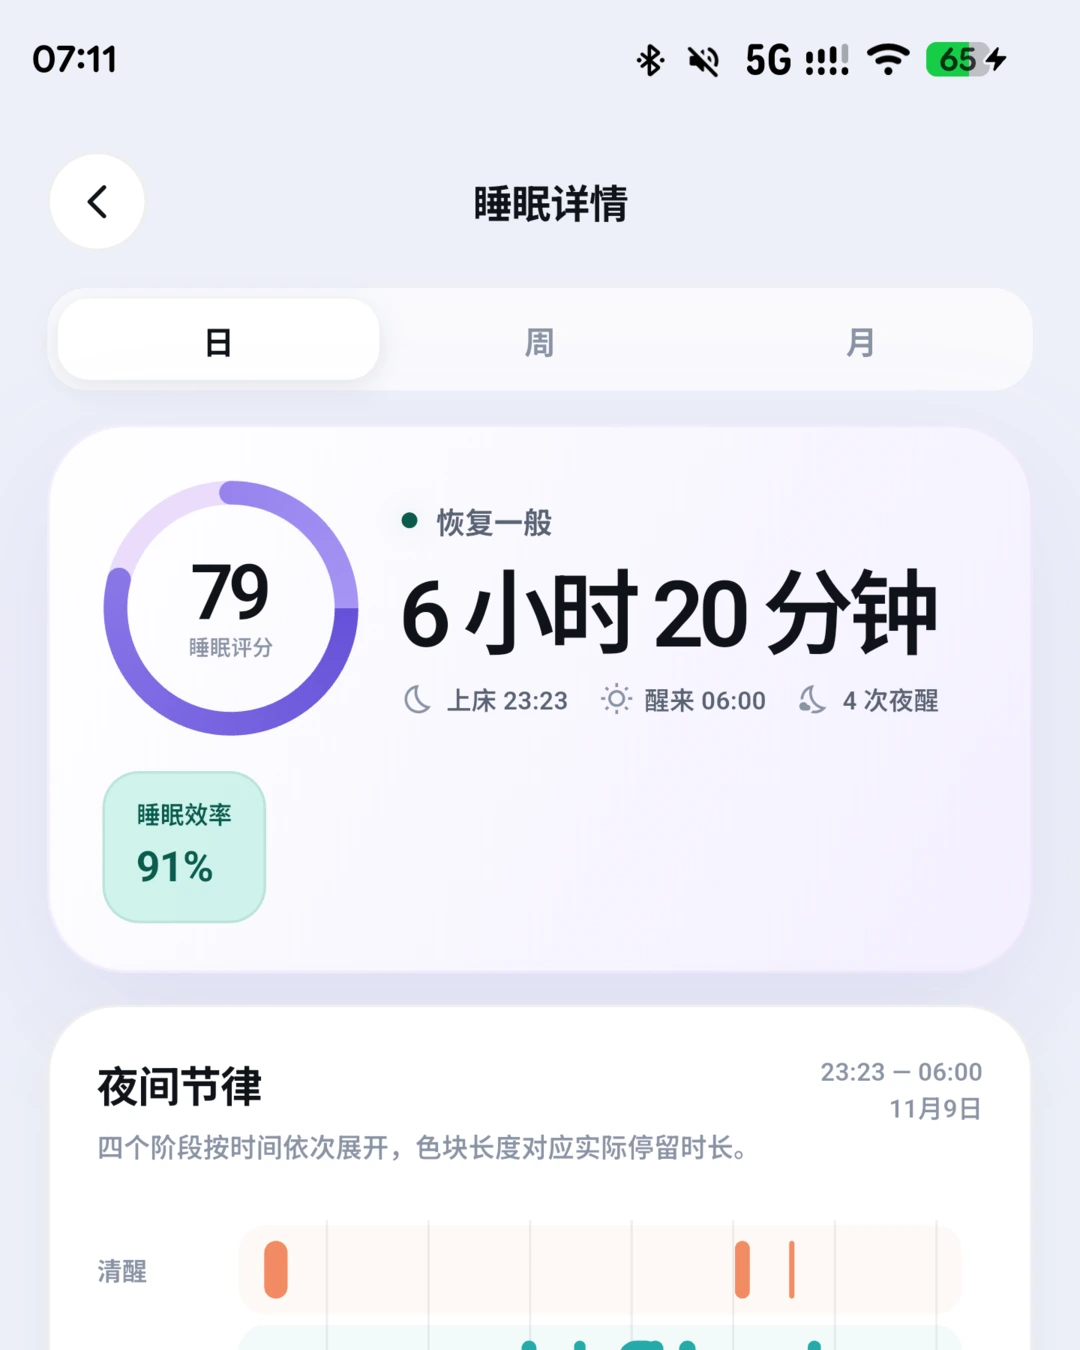 07:11 5G 65
睡眠详情
日 周 月
恢复一般
79
睡眠评分
6 小时 20 分钟
上床 23:23 醒来 06:00 4 次夜醒
睡眠效率
91%
夜间节律
23:23 – 06:00
11月9日
四个阶段按时间依次展开，色块长度对应实际停留时长。
清醒